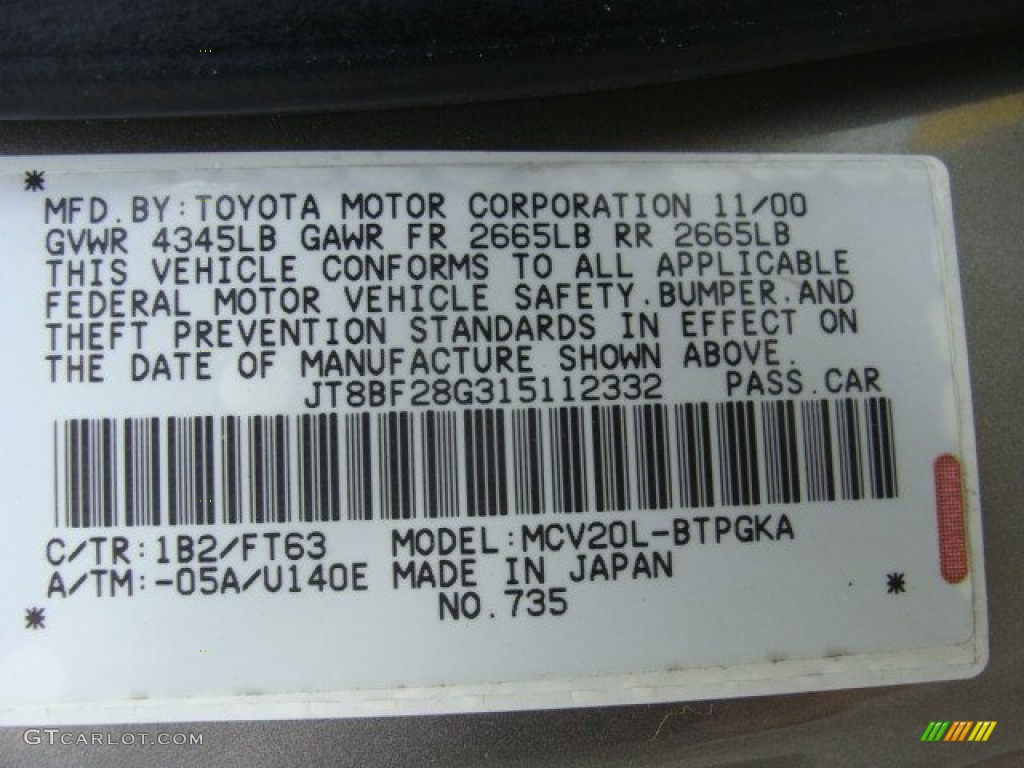 MFD.BY:TOYOTA MOTOR CORPORATION 11/00
GVWR 4345LB GAWR FR 2665LB RR 2665LB
THIS VEHICLE CONFORMS TO ALL APPLICABLE
FEDERAL MOTOR VEHICLE SAFETY.BUMPER.AND
THEFT PREVENTION STANDARDS IN EFFECT ON
THE DATE OF MANUFACTURE SHOWN ABOVE.
JT8BF28G315112332 PASS.CAR
C/TR:1B2/FT63 MODEL:MCV20L-BTPGKA
A/TM:-05A/U140E MADE IN JAPAN
NO.735
GTCARLOT.COM